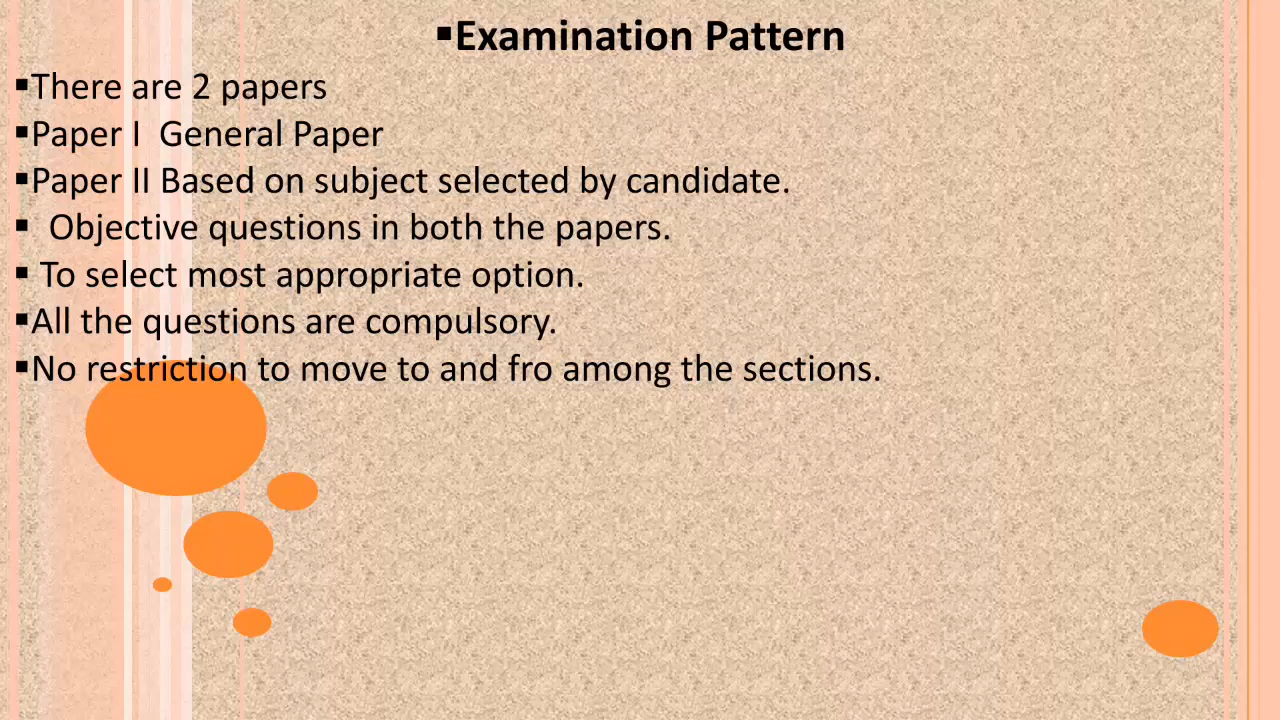 ▪Examination Pattern
▪There are 2 papers
▪Paper I  General Paper
▪Paper II Based on subject selected by candidate.
▪  Objective questions in both the papers.
▪ To select most appropriate option.
▪All the questions are compulsory.
▪No restriction to move to and fro among the sections.